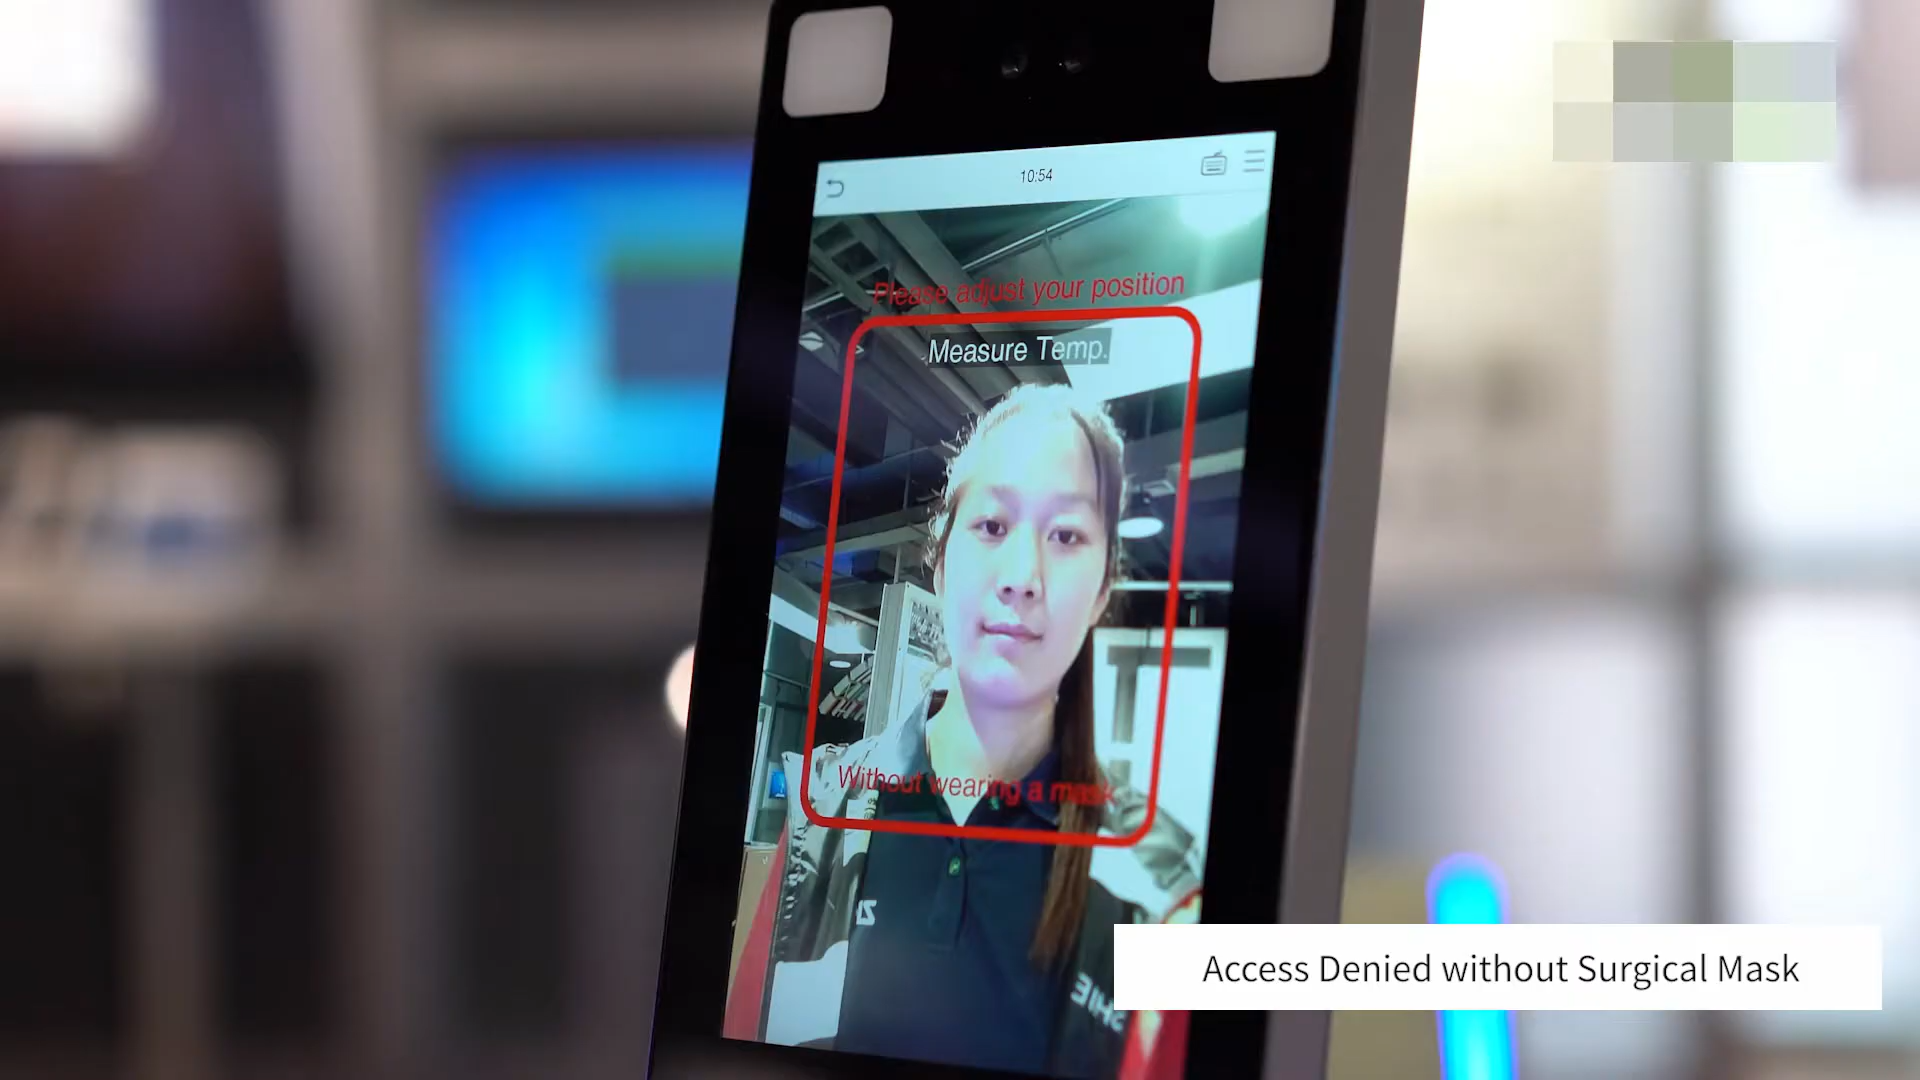 10:54
Please adjust your position
Measure Temp.
Without wearing a mask
Access Denied without Surgical Mask